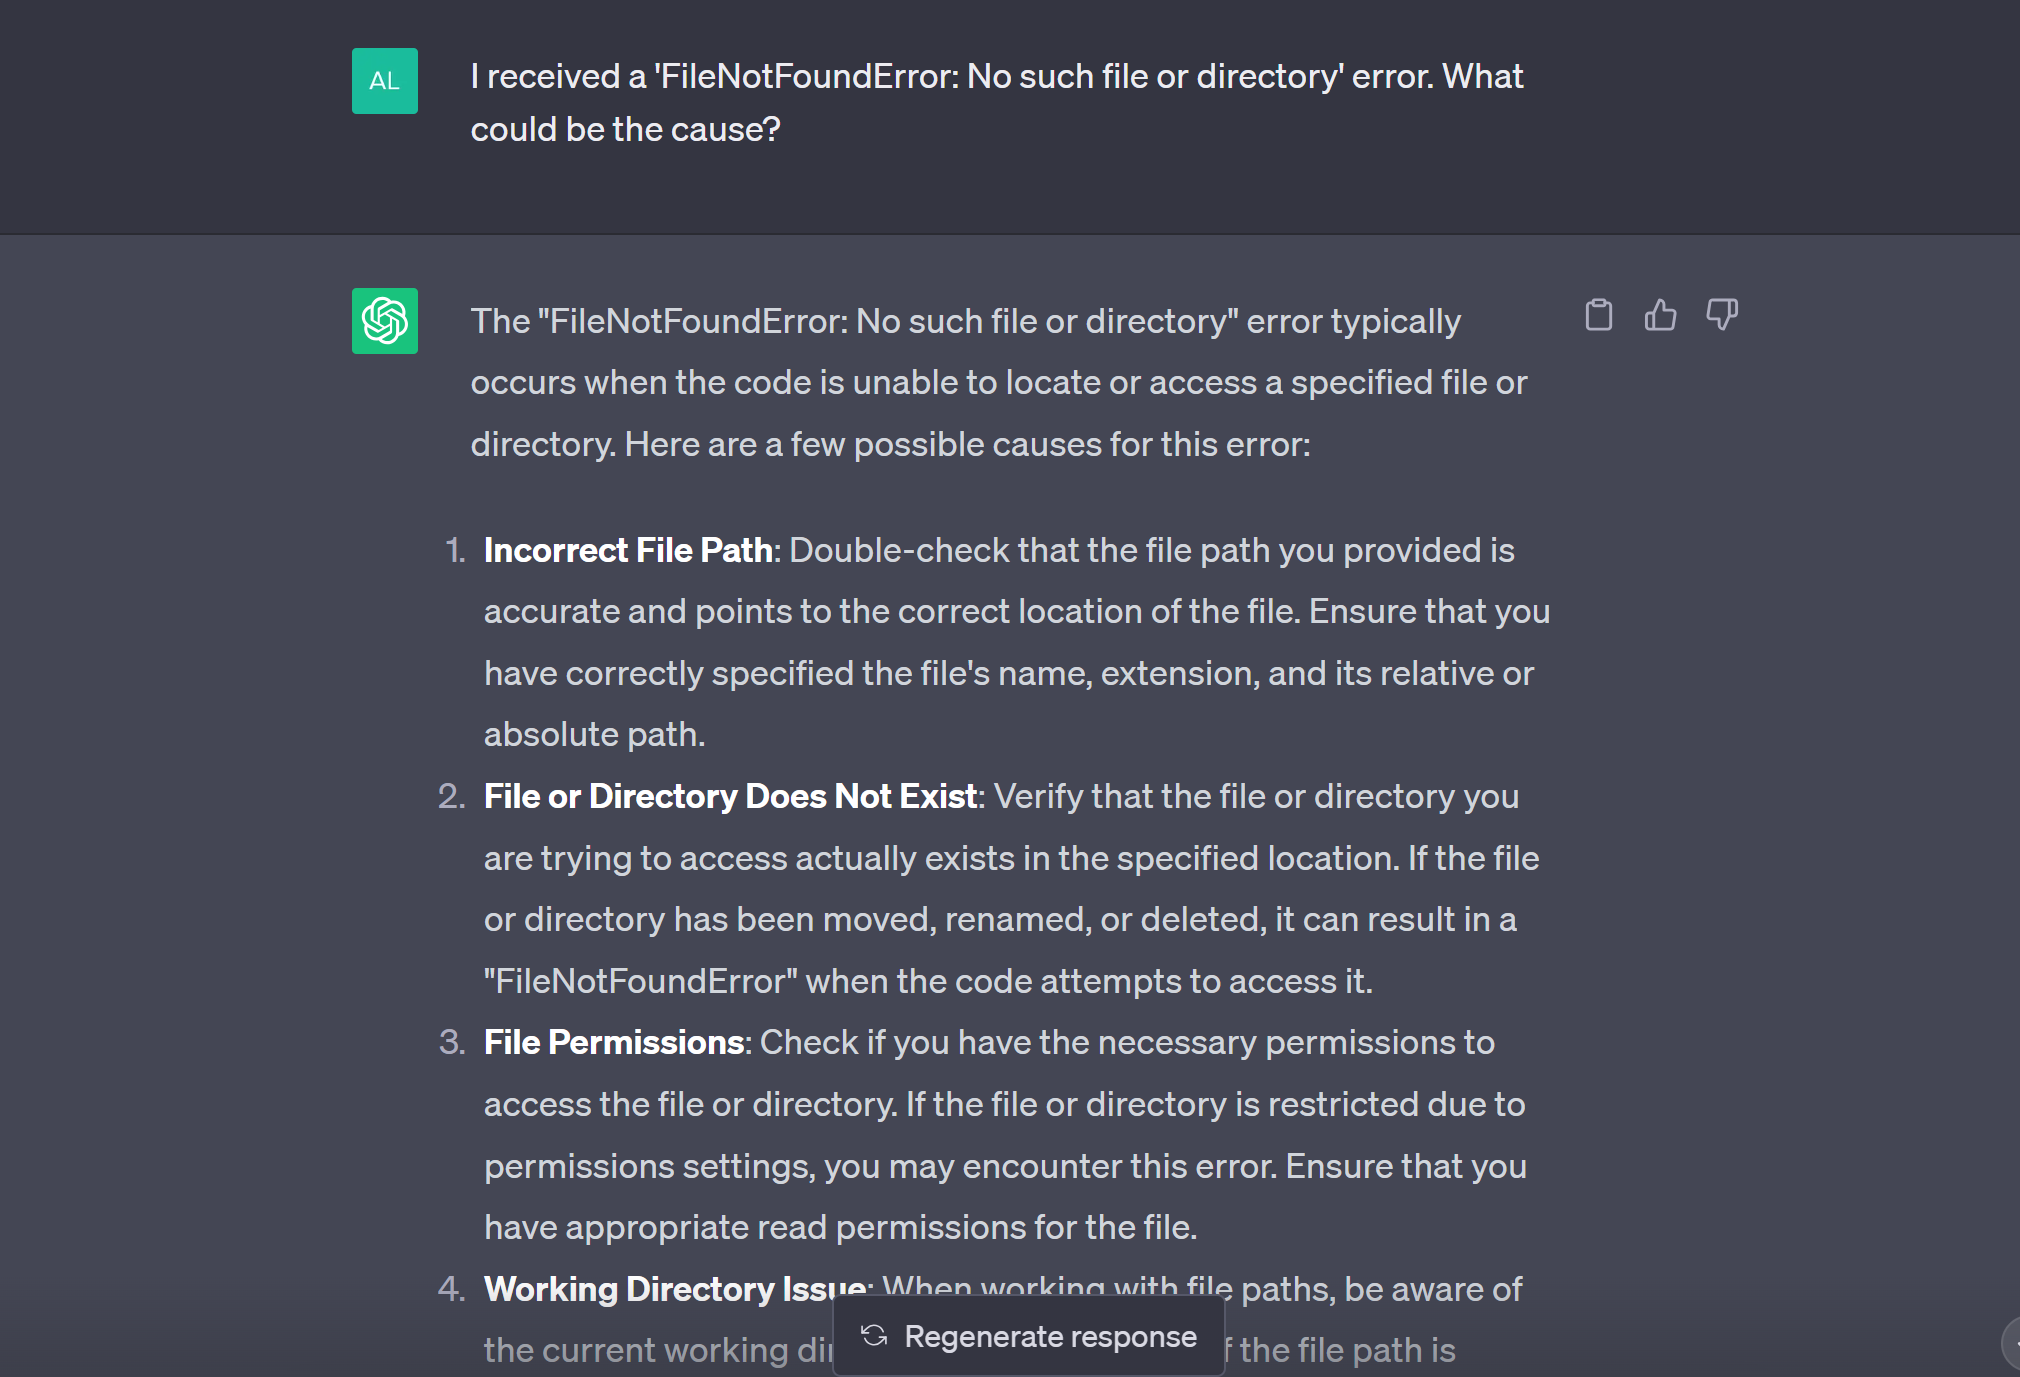 AL
I received a 'FileNotFoundError: No such file or directory' error. What
could be the cause?
The "FileNotFoundError: No such file or directory" error typically
occurs when the code is unable to locate or access a specified file or
directory. Here are a few possible causes for this error:
1. Incorrect File Path: Double-check that the file path you provided is
accurate and points to the correct location of the file. Ensure that you
have correctly specified the file's name, extension, and its relative or
absolute path.
2. File or Directory Does Not Exist: Verify that the file or directory you
are trying to access actually exists in the specified location. If the file
or directory has been moved, renamed, or deleted, it can result in a
"FileNotFoundError" when the code attempts to access it.
3. File Permissions: Check if you have the necessary permissions to
access the file or directory. If the file or directory is restricted due to
permissions settings, you may encounter this error. Ensure that you
have appropriate read permissions for the file.
4. Working Directory Issue: When working with file paths, be aware of
the current working the file path is
Regenerate response